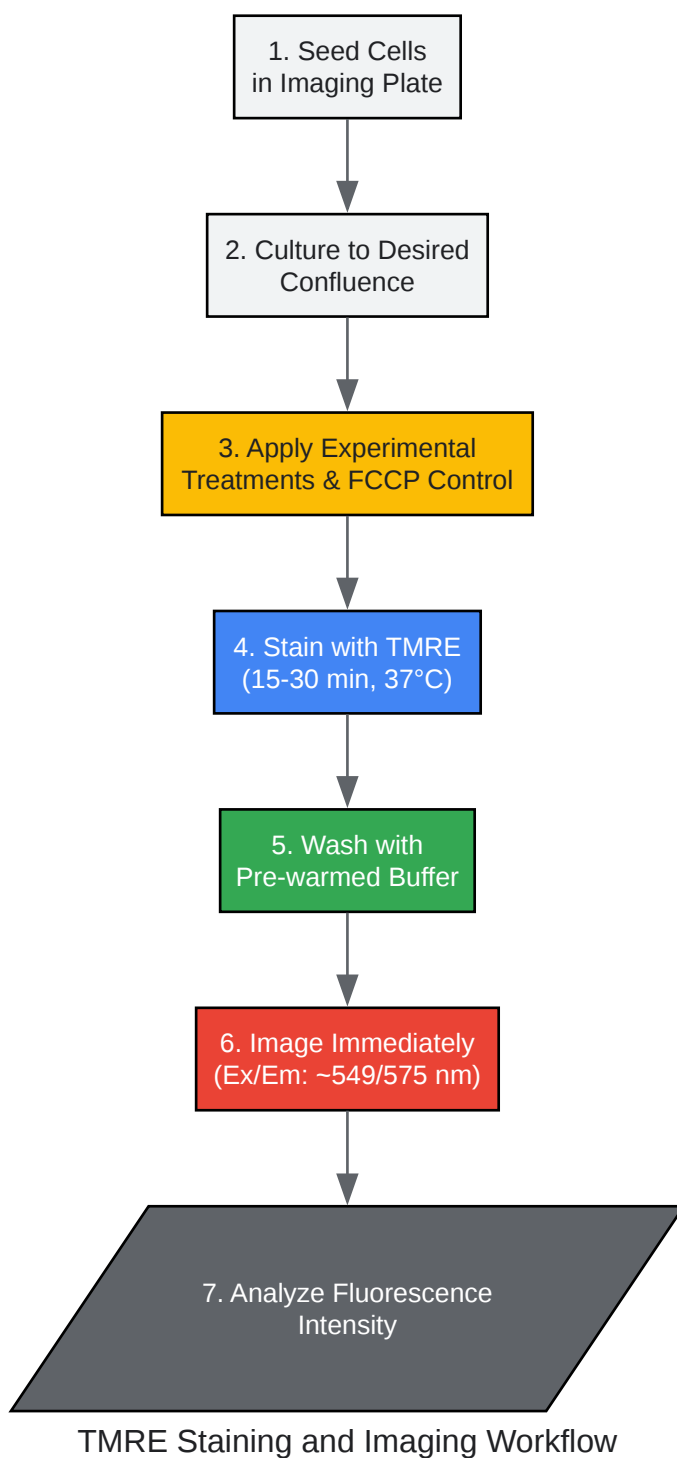 1. Seed Cells
in Imaging Plate
2. Culture to Desired
Confluence
3. Apply Experimental
Treatments & FCCP Control
4. Stain with TMRE
(15-30 min, 37°C)
5. Wash with
Pre-warmed Buffer
6. Image Immediately
(Ex/Em: ~549/575 nm)
7. Analyze Fluorescence
Intensity
TMRE Staining and Imaging Workflow